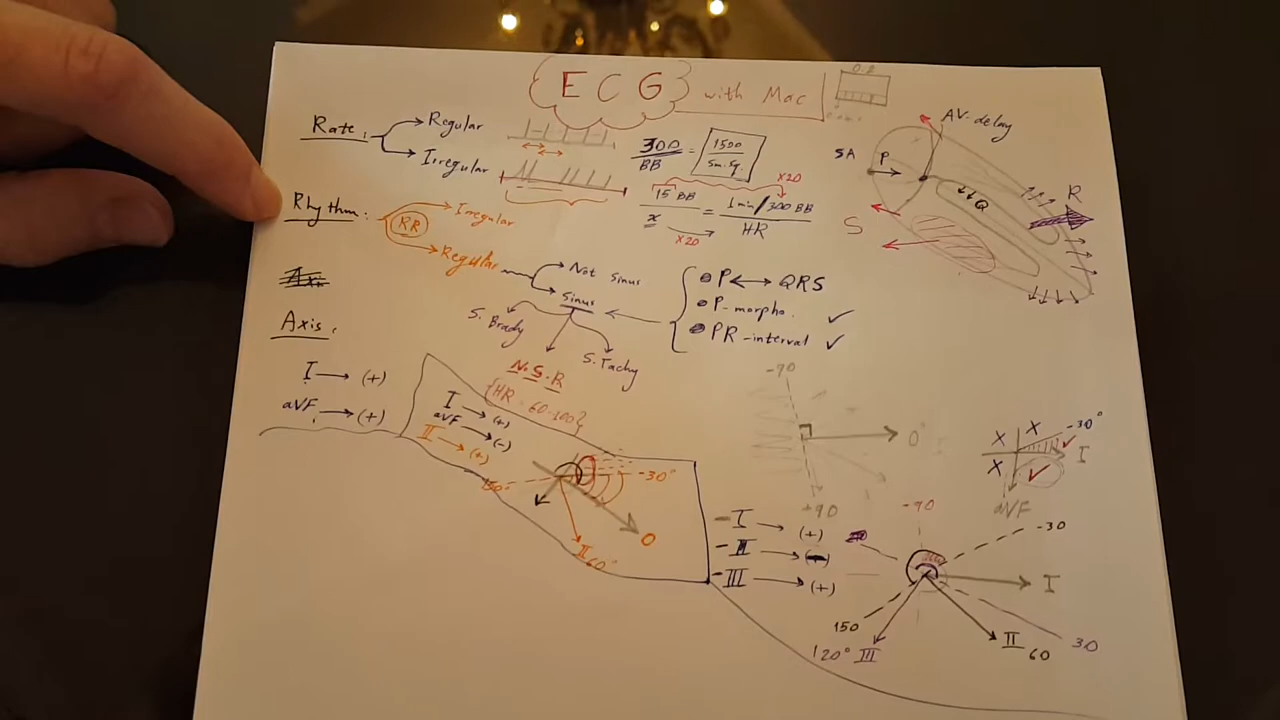 ECG with Mac
0.2
Rate:
Regular
Irregular
300
BB
=
1500
Sm. Sq.
x20
15 BB
x
=
1 min/300 BB
HR
x20
SA
P
AV-delay
Q
R
S
Rhythm:
RR
Irregular
Regular
Not sinus
Sinus
S. Brady
N.S.R
{HR = 60-100}
S. Tachy
P ↔ QRS
P-morpho. ✓
PR-interval ✓
Axis:
I → (+)
aVF → (+)
I → (+)
aVF → (-)
II → (+)
150°
-30°
0
II 60°
-90
0°
+90
X X -30°
X ✓ ✓ I
aVF
- I → (+)
- II →
- III → (+)
-90
-30
I
30
II 60
150
120° III